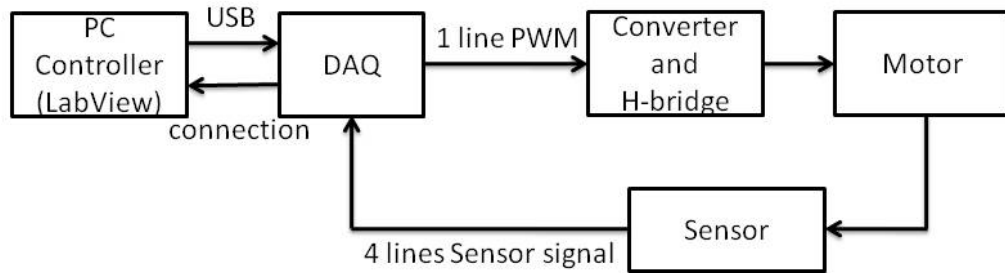 PC
Controller
(LabView)
USB
connection
DAQ
1 line PWM
Converter
and
H-bridge
Motor
Sensor
4 lines Sensor signal